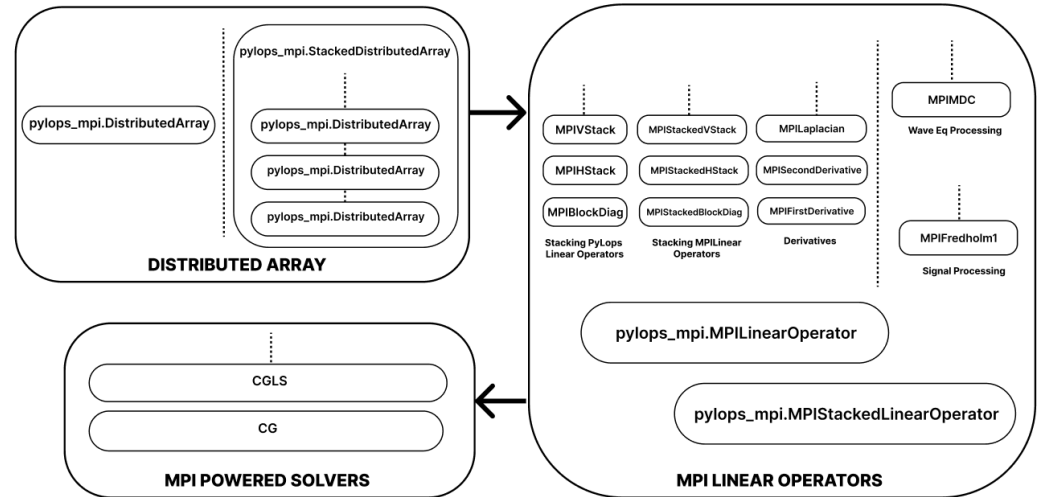 pylops_mpi.DistributedArray
pylops_mpi.StackedDistributedArray
pylops_mpi.DistributedArray
pylops_mpi.DistributedArray
pylops_mpi.DistributedArray
DISTRIBUTED ARRAY
MPIVStack
MPIHStack
MPIBlockDiag
Stacking PyLops
Linear Operators
MPIStackedVStack
MPIStackedHStack
MPIStackedBlockDiag
Stacking MPILinear
Operators
MPILaplacian
MPISecondDerivative
MPIFirstDerivative
Derivatives
MPIMDC
Wave Eq Processing
MPIFredholm1
Signal Processing
pylops_mpi.MPILinearOperator
pylops_mpi.MPIStackedLinearOperator
MPI LINEAR OPERATORS
CGLS
CG
MPI POWERED SOLVERS